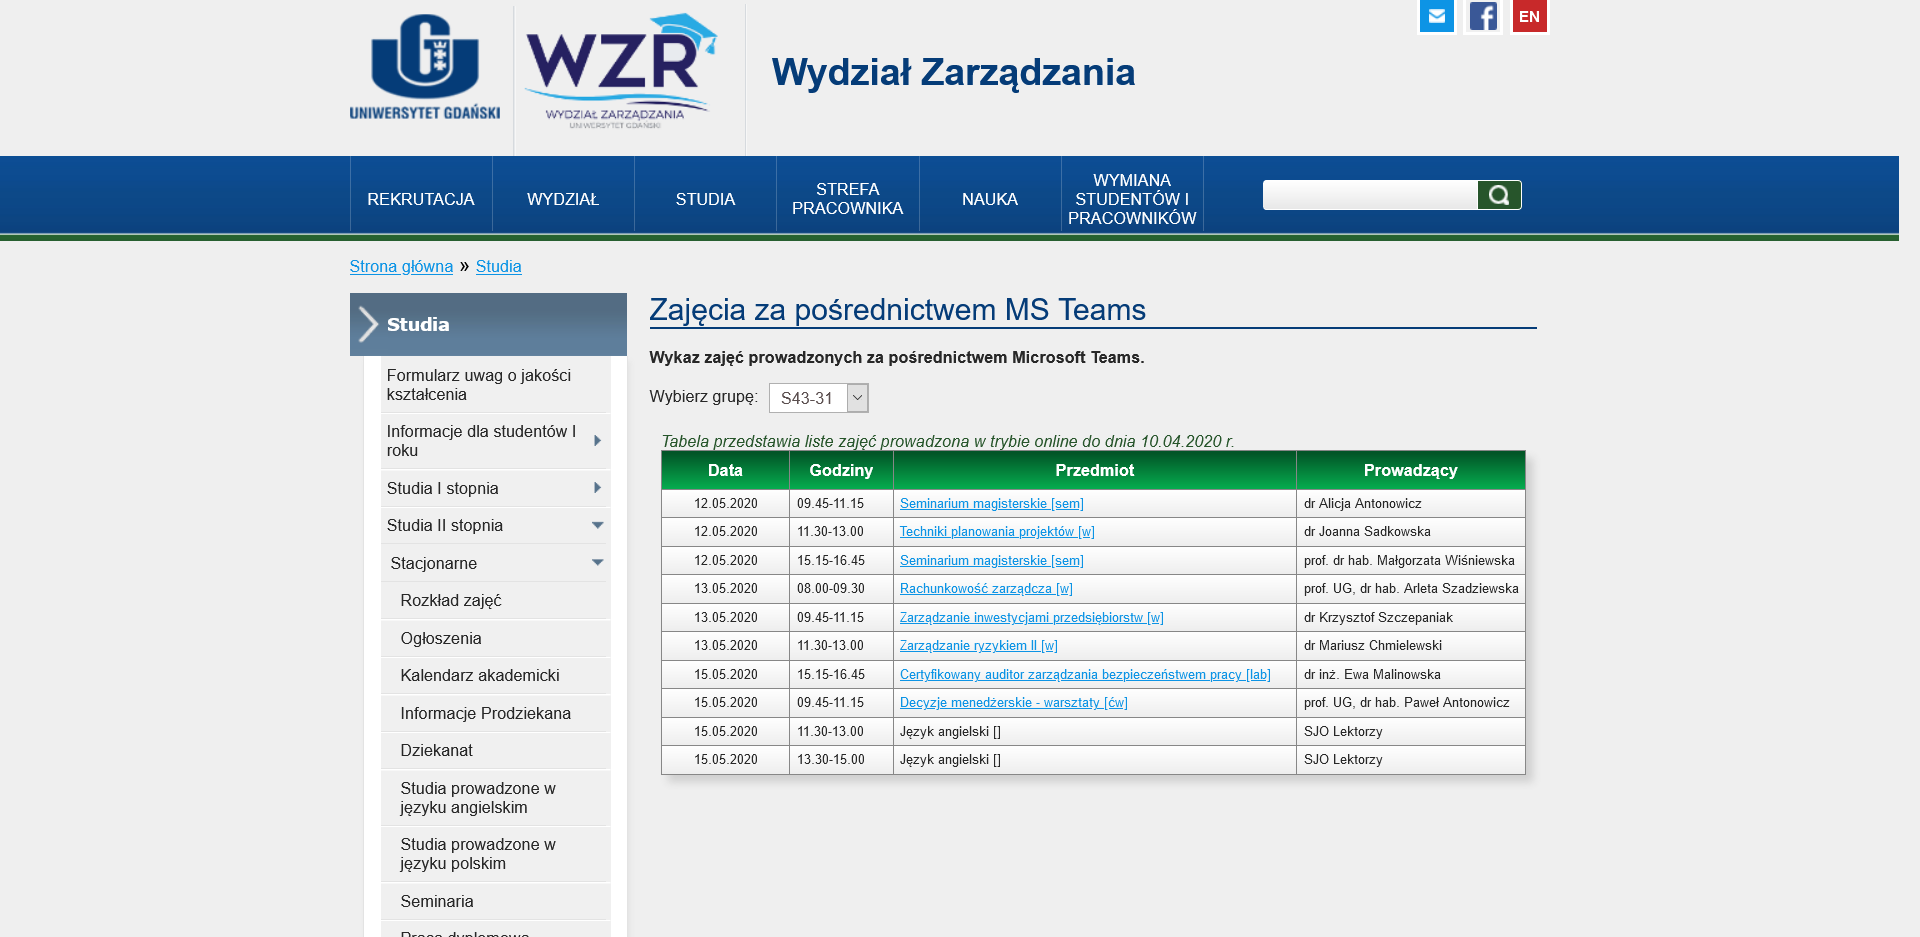 UNIWERSYTET GDAŃSKI
WZR
WYDZIAŁ ZARZĄDZANIA
UNIWERSYTET GDAŃSKI
Wydział Zarządzania
EN
REKRUTACJA
WYDZIAŁ
STUDIA
STREFA
PRACOWNIKA
NAUKA
WYMIANA
STUDENTÓW I
PRACOWNIKÓW
Strona główna » Studia
Studia
Formularz uwag o jakości
kształcenia
Informacje dla studentów I
roku
Studia I stopnia
Studia II stopnia
Stacjonarne
Rozkład zajęć
Ogłoszenia
Kalendarz akademicki
Informacje Prodziekana
Dziekanat
Studia prowadzone w
języku angielskim
Studia prowadzone w
języku polskim
Seminaria
Praca dyplomowa
Zajęcia za pośrednictwem MS Teams
Wykaz zajęć prowadzonych za pośrednictwem Microsoft Teams.
Wybierz grupę: S43-31
Tabela przedstawia liste zajęć prowadzona w trybie online do dnia 10.04.2020 r.
Data Godziny Przedmiot Prowadzący
12.05.2020 09.45-11.15 Seminarium magisterskie [sem] dr Alicja Antonowicz
12.05.2020 11.30-13.00 Techniki planowania projektów [w] dr Joanna Sadkowska
12.05.2020 15.15-16.45 Seminarium magisterskie [sem] prof. dr hab. Małgorzata Wiśniewska
13.05.2020 08.00-09.30 Rachunkowość zarządcza [w] prof. UG, dr hab. Arleta Szadziewska
13.05.2020 09.45-11.15 Zarządzanie inwestycjami przedsiębiorstw [w] dr Krzysztof Szczepaniak
13.05.2020 11.30-13.00 Zarządzanie ryzykiem II [w] dr Mariusz Chmielewski
15.05.2020 15.15-16.45 Certyfikowany auditor zarządzania bezpieczeństwem pracy [lab] dr inż. Ewa Malinowska
15.05.2020 09.45-11.15 Decyzje menedżerskie - warsztaty [ćw] prof. UG, dr hab. Paweł Antonowicz
15.05.2020 11.30-13.00 Język angielski [] SJO Lektorzy
15.05.2020 13.30-15.00 Język angielski [] SJO Lektorzy